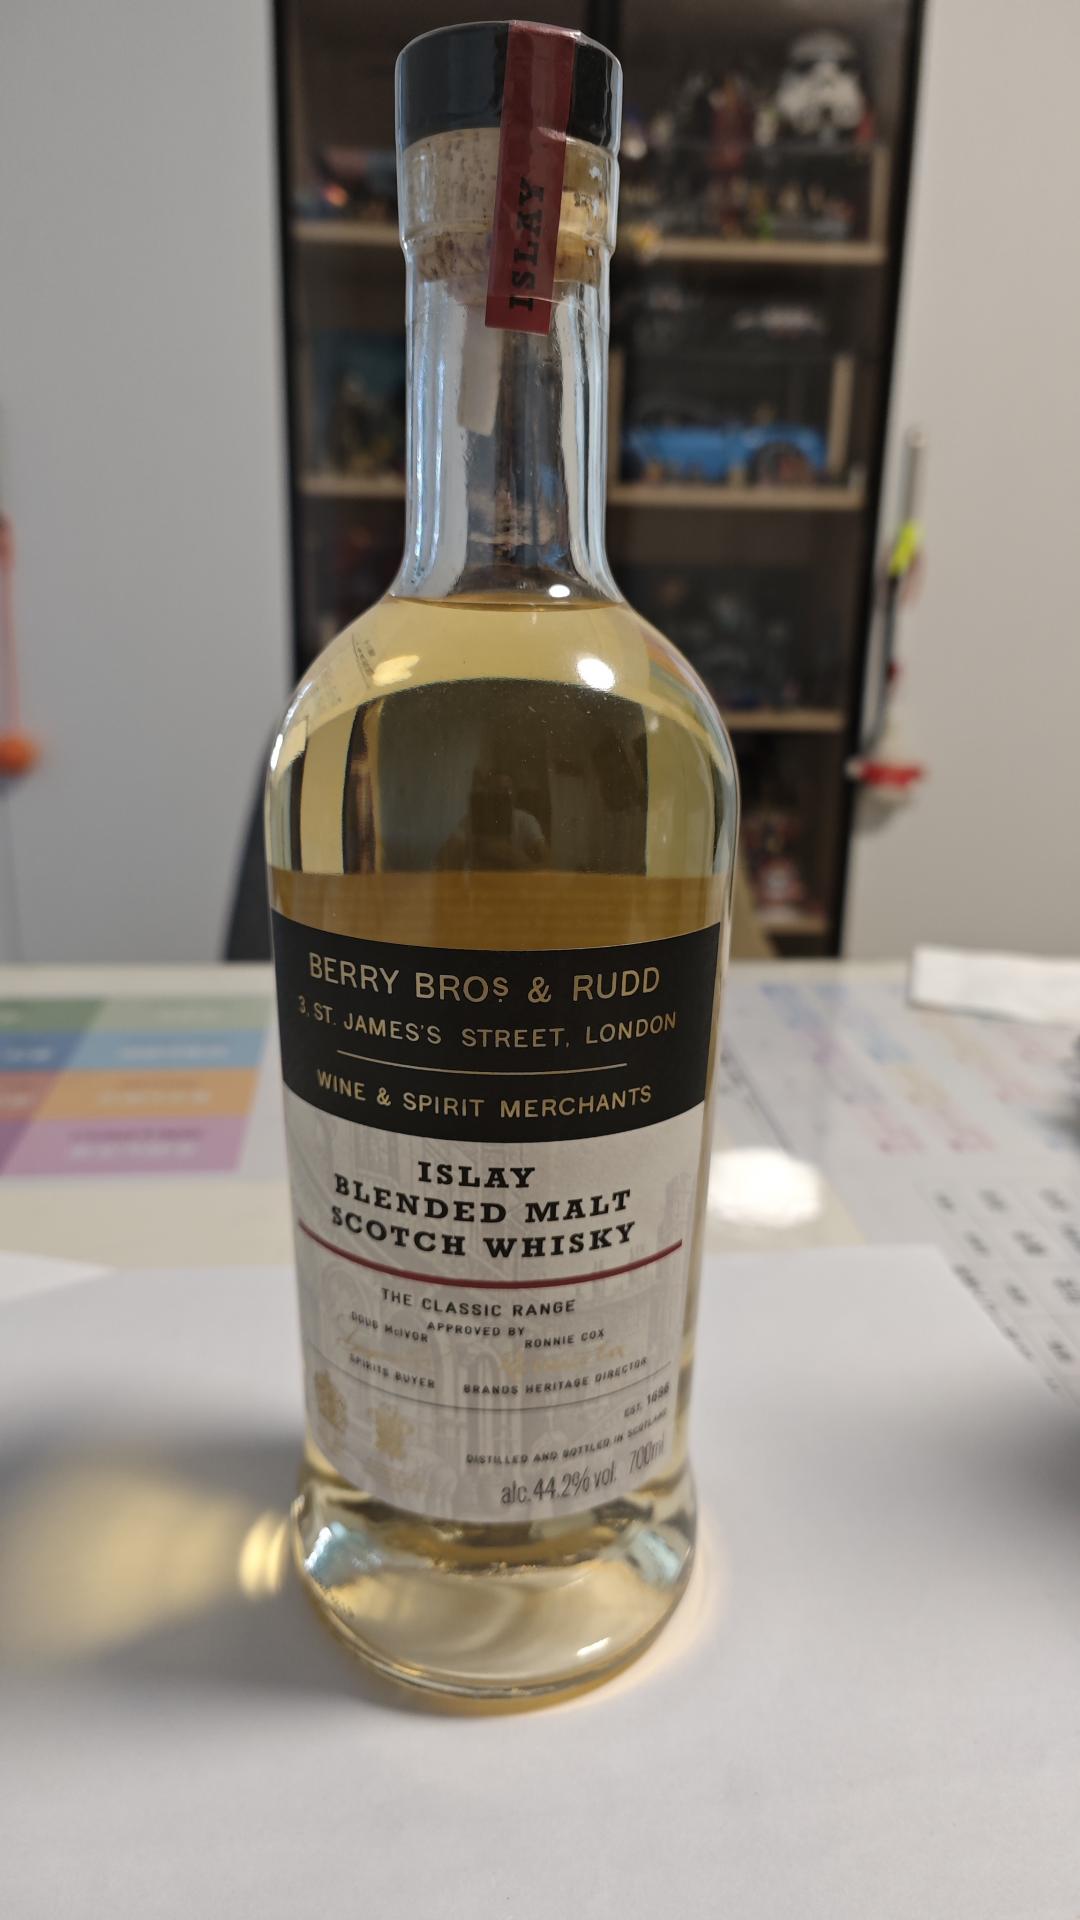 ISLAY
BERRY BROS & RUDD
3, ST. JAMES'S STREET, LONDON
WINE & SPIRIT MERCHANTS
ISLAY
BLENDED MALT
SCOTCH WHISKY
THE CLASSIC RANGE
APPROVED BY
DOUG McIVOR RONNIE COX
SPIRITS BUYER BRANDS HERITAGE DIRECTOR
EST. 1698
DISTILLED AND BOTTLED IN SCOTLAND
alc.44.2% vol. 700ml